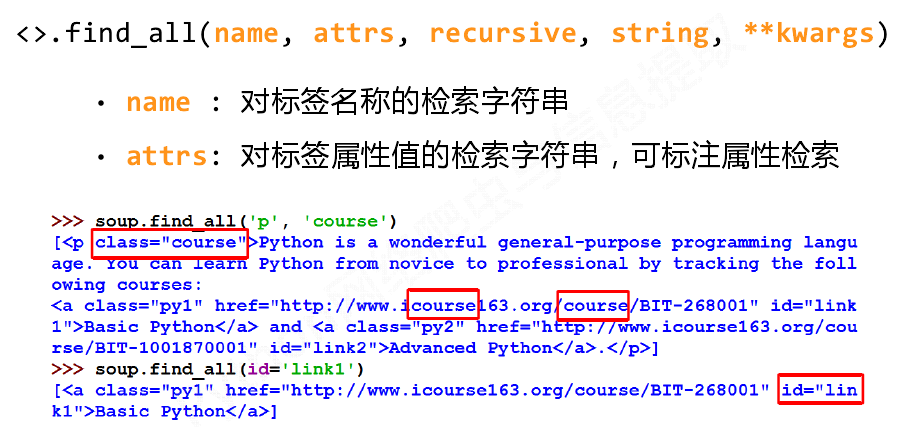 <>.find_all(name, attrs, recursive, string, **kwargs)
• name : 对标签名称的检索字符串
• attrs: 对标签属性值的检索字符串，可标注属性检索
>>> soup.find_all('p', 'course')
[<p class="course">Python is a wonderful general-purpose programming langu
age. You can learn Python from novice to professional by tracking the foll
owing courses:
<a class="py1" href="http://www.icourse163.org/course/BIT-268001" id="link
1">Basic Python</a> and <a class="py2" href="http://www.icourse163.org/cou
rse/BIT-1001870001" id="link2">Advanced Python</a>.</p>]
>>> soup.find_all(id='link1')
[<a class="py1" href="http://www.icourse163.org/course/BIT-268001" id="lin
k1">Basic Python</a>]